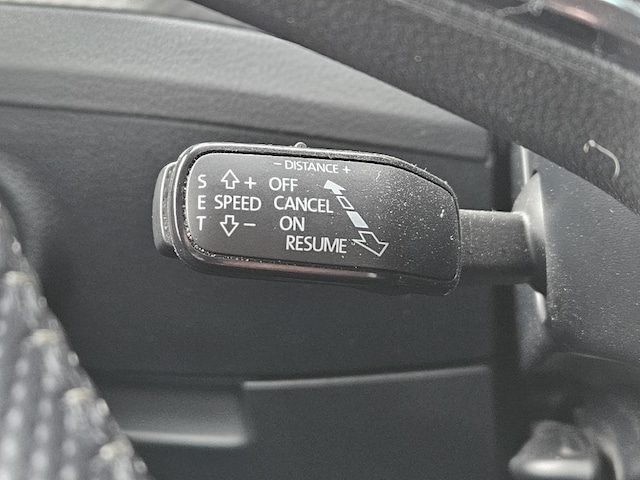 - DISTANCE +
S + OFF
E SPEED CANCEL
T - ON
RESUME